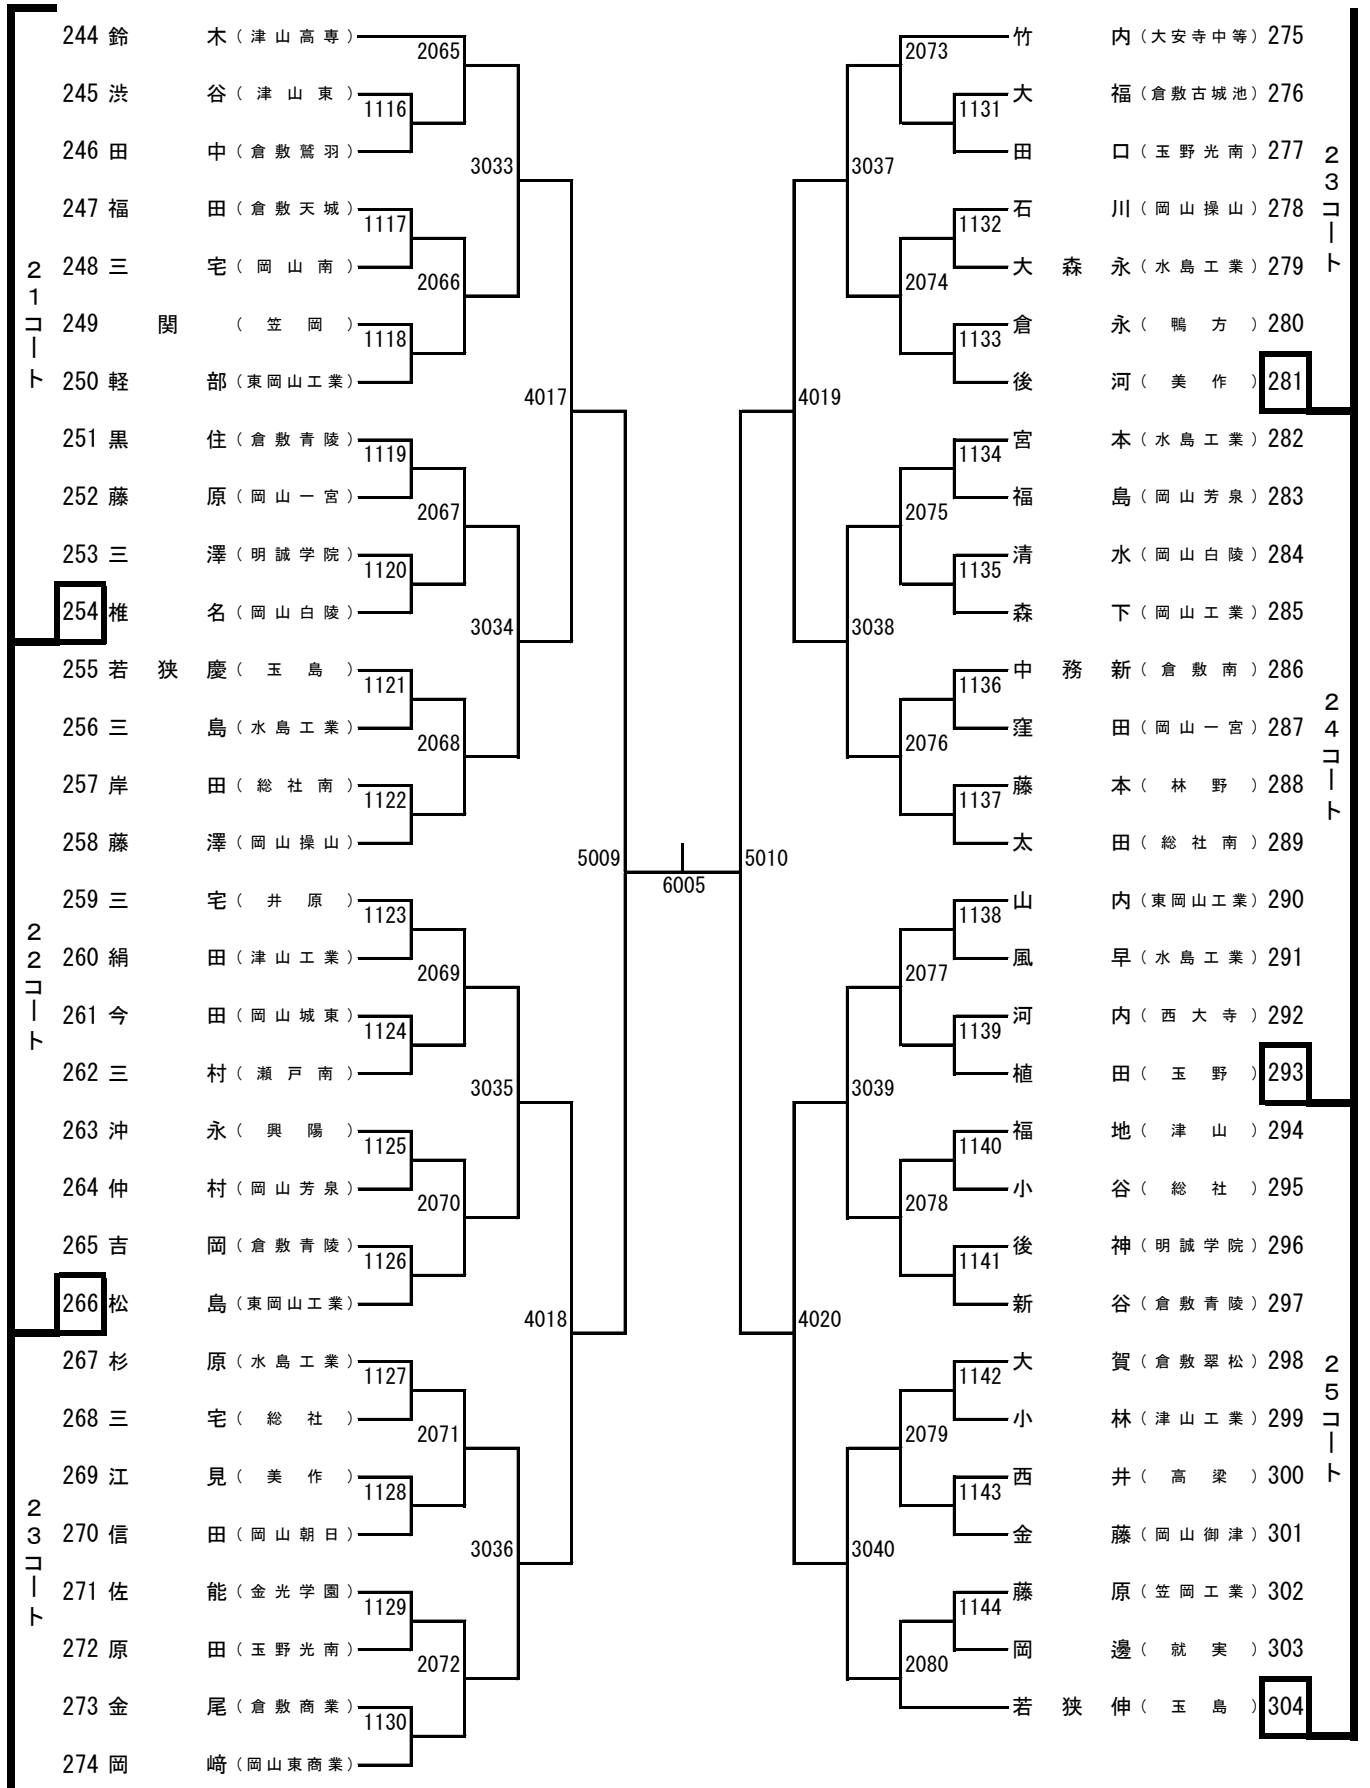 21コート
244 鈴木（津山高専）
2065
245 渋谷（津山東）
1116
246 田中（倉敷鷲羽）
3033
247 福田（倉敷天城）
1117
248 三宅（岡山南）
2066
249 関（笠岡）
1118
250 軽部（東岡山工業）
4017
251 黒住（倉敷青陵）
1119
252 藤原（岡山一宮）
2067
253 三澤（明誠学院）
1120
254 椎名（岡山白陵）
3034
22コート
255 若狭慶（玉島）
1121
256 三島（水島工業）
2068
257 岸田（総社南）
1122
258 藤澤（岡山操山）
5009
259 三宅（井原）
1123
260 絹田（津山工業）
2069
261 今田（岡山城東）
1124
262 三村（瀬戸南）
3035
263 沖永（興陽）
1125
264 仲村（岡山芳泉）
2070
265 吉岡（倉敷青陵）
1126
266 松島（東岡山工業）
4018
23コート
267 杉原（水島工業）
1127
268 三宅（総社）
2071
269 江見（美作）
1128
270 信田（岡山朝日）
3036
271 佐能（金光学園）
1129
272 原田（玉野光南）
2072
273 金尾（倉敷商業）
1130
274 岡﨑（岡山東商業）
6005
23コート
竹内（大安寺中等）275
2073
大福（倉敷古城池）276
1131
田口（玉野光南）277
3037
石川（岡山操山）278
1132
大森永（水島工業）279
2074
倉永（鴨方）280
1133
後河（美作）281
4019
24コート
宮本（水島工業）282
1134
福島（岡山芳泉）283
2075
清水（岡山白陵）284
1135
森下（岡山工業）285
3038
中務新（倉敷南）286
1136
窪田（岡山一宮）287
2076
藤本（林野）288
1137
太田（総社南）289
5010
山内（東岡山工業）290
1138
風早（水島工業）291
2077
河内（西大寺）292
1139
植田（玉野）293
3039
25コート
福地（津山）294
1140
小谷（総社）295
2078
後神（明誠学院）296
1141
新谷（倉敷青陵）297
4020
大賀（倉敷翠松）298
1142
小林（津山工業）299
2079
西井（高梁）300
1143
金藤（岡山御津）301
3040
藤原（笠岡工業）302
1144
岡邊（就実）303
2080
若狭伸（玉島）304